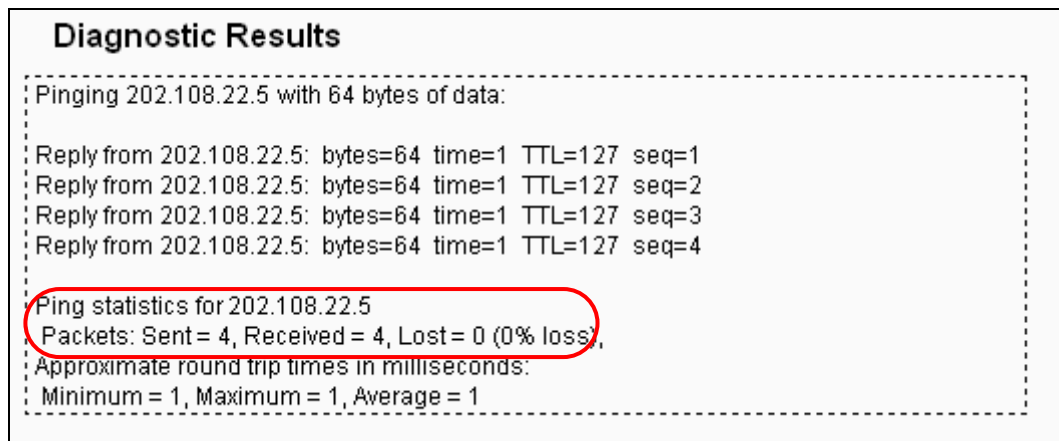 Diagnostic Results
Pinging 202.108.22.5 with 64 bytes of data:
Reply from 202.108.22.5: bytes=64 time=1 TTL=127 seq=1
Reply from 202.108.22.5: bytes=64 time=1 TTL=127 seq=2
Reply from 202.108.22.5: bytes=64 time=1 TTL=127 seq=3
Reply from 202.108.22.5: bytes=64 time=1 TTL=127 seq=4
Ping statistics for 202.108.22.5
Packets: Sent = 4, Received = 4, Lost = 0 (0% loss),
Approximate round trip times in milliseconds:
Minimum = 1, Maximum = 1, Average = 1